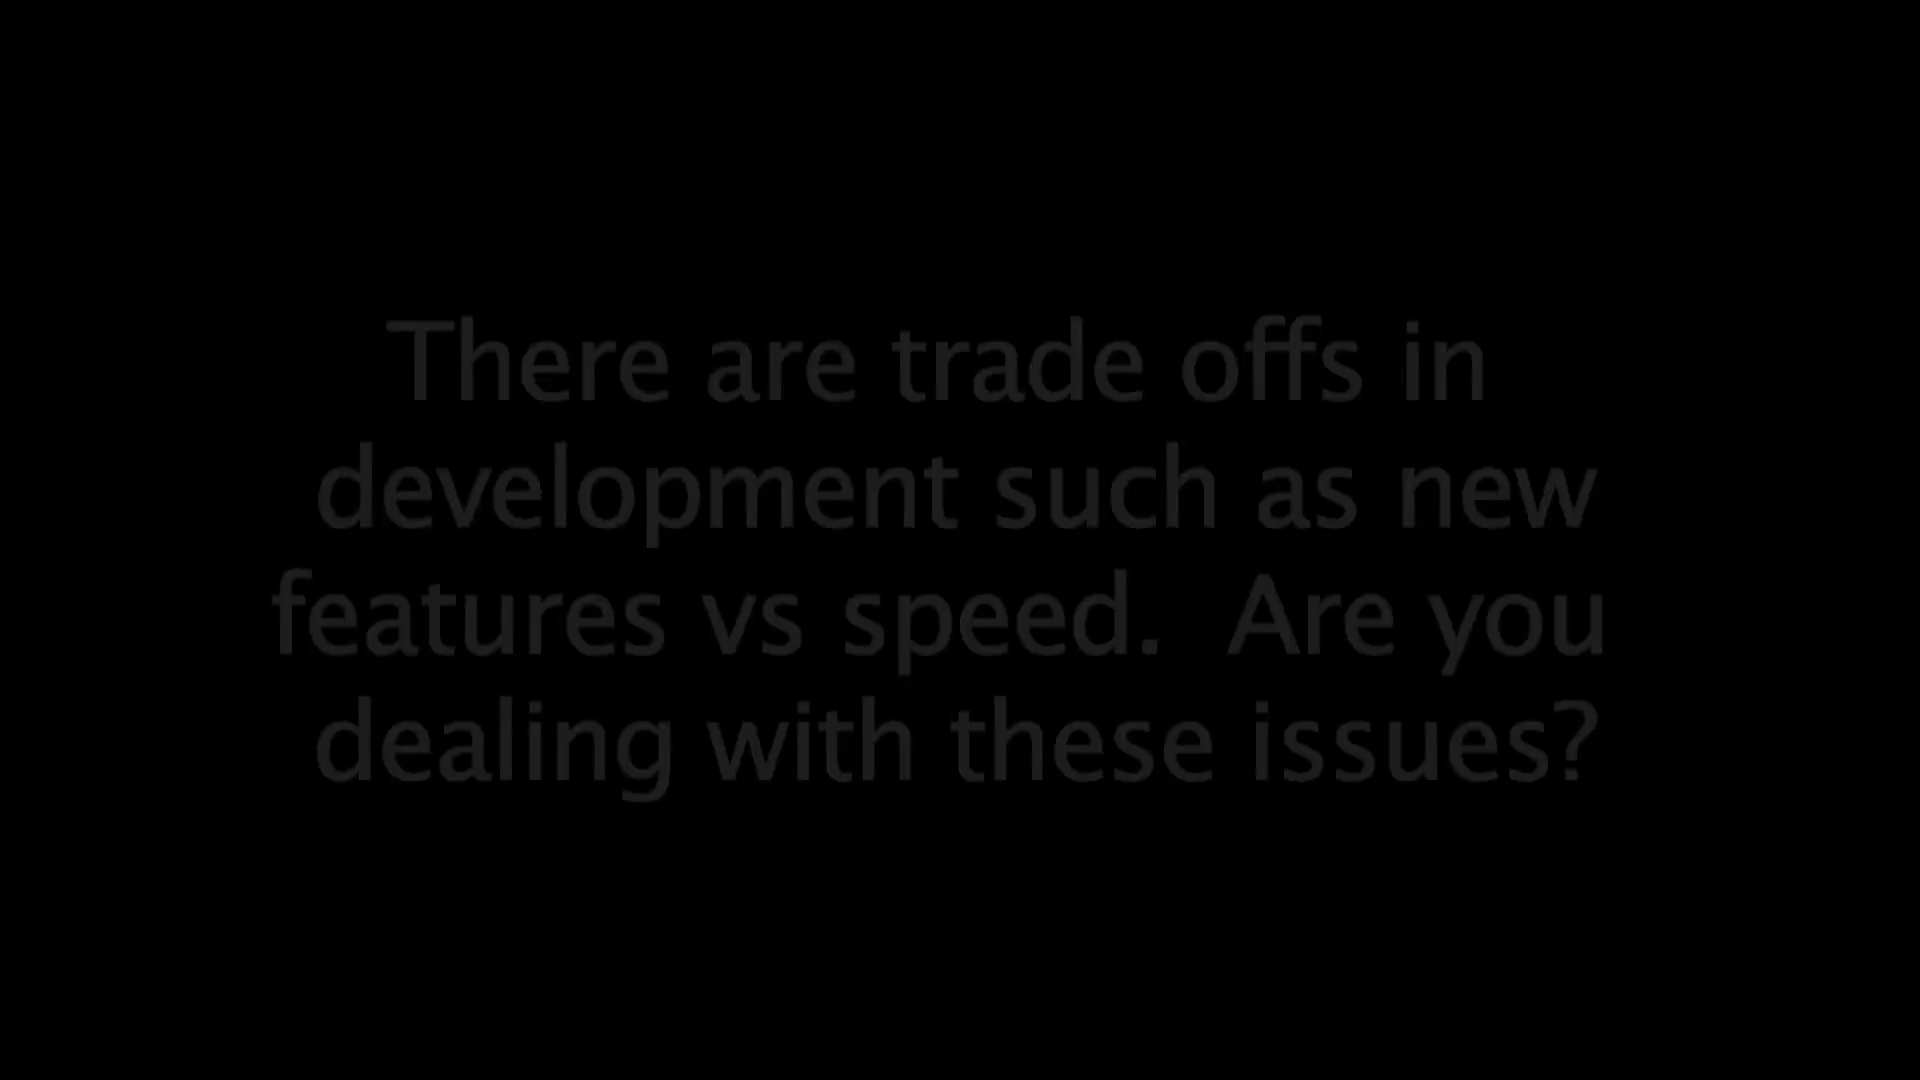 There are trade offs in
development such as new
features vs speed.  Are you
dealing with these issues?